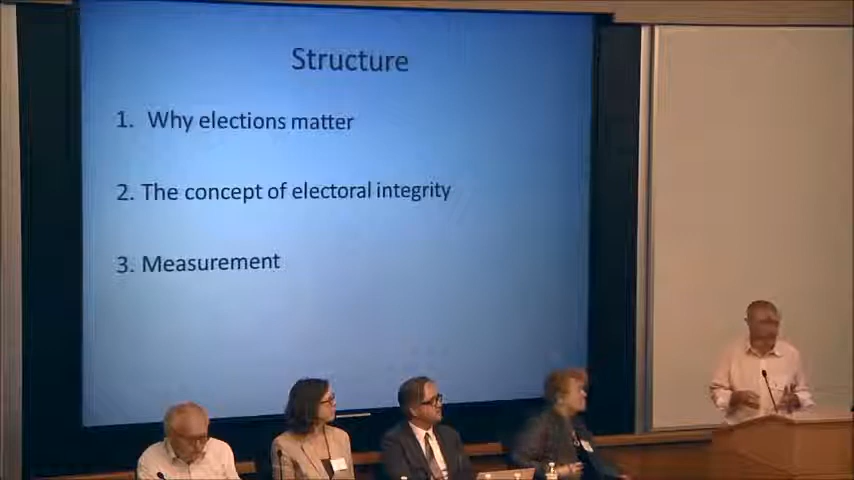 Structure
1. Why elections matter
2. The concept of electoral integrity
3. Measurement